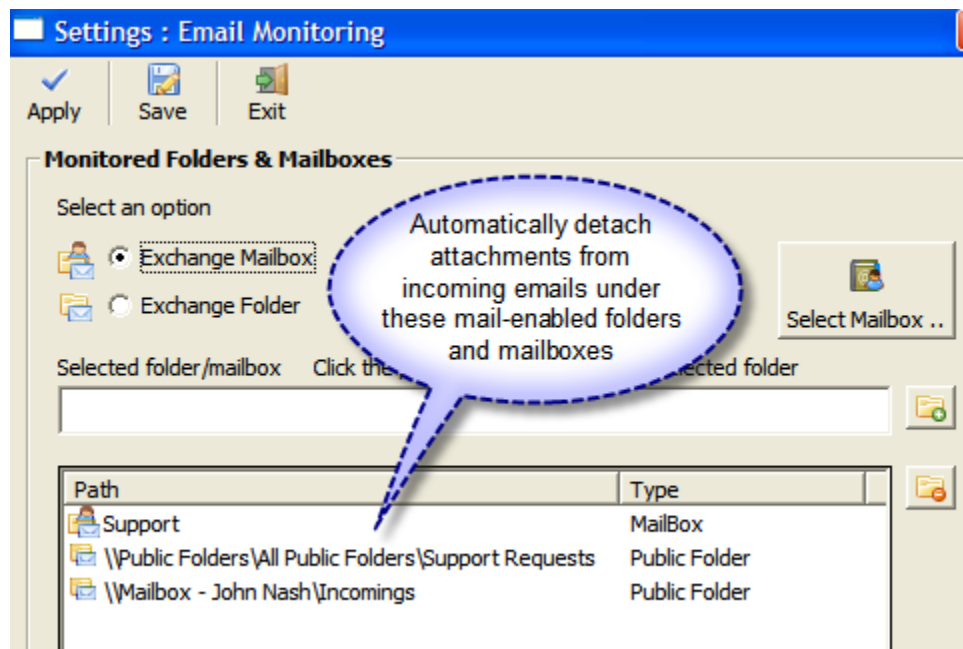 Settings : Email Monitoring
Apply Save Exit
Monitored Folders & Mailboxes
Select an option
Exchange Mailbox
Exchange Folder
Automatically detach
attachments from
incoming emails under
these mail-enabled folders
and mailboxes
Select Mailbox ..
Selected folder/mailbox Click the folder
Path Type
Support MailBox
\\Public Folders\All Public Folders\Support Requests Public Folder
\\Mailbox - John Nash\Incomings Public Folder